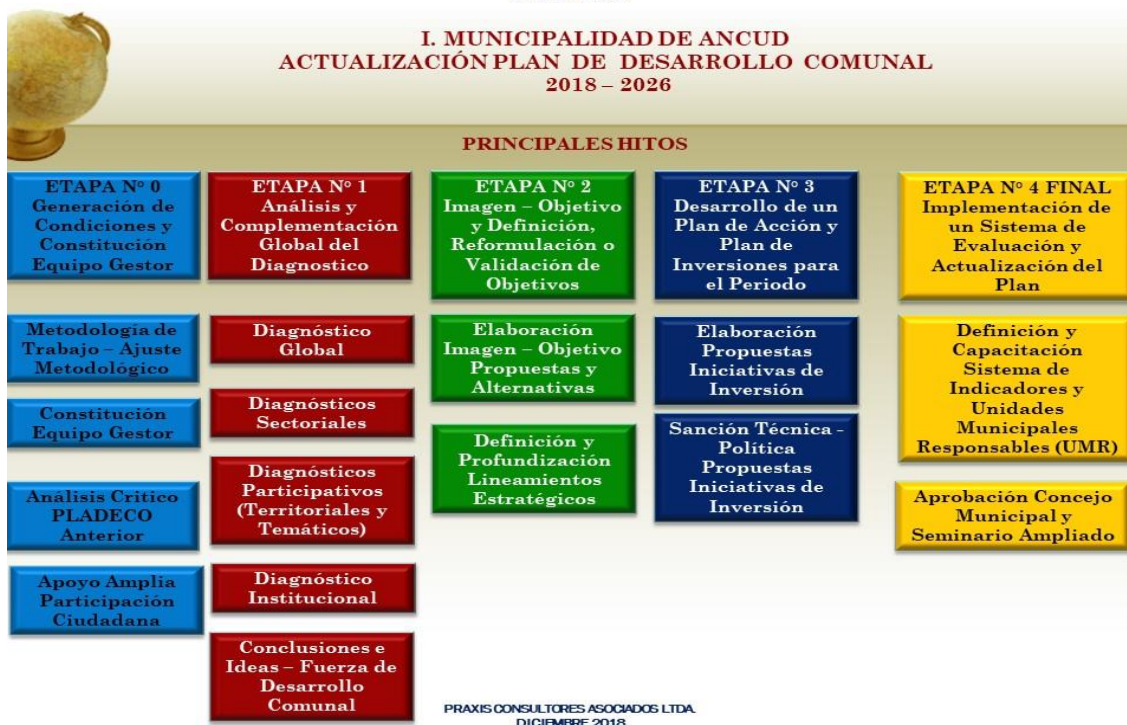 I. MUNICIPALIDAD DE ANCUD
ACTUALIZACIÓN PLAN DE DESARROLLO COMUNAL
2018 – 2026
PRINCIPALES HITOS
ETAPA N° 0
Generación de
Condiciones y
Constitución
Equipo Gestor
Metodología de
Trabajo – Ajuste
Metodológico
Constitución
Equipo Gestor
Análisis Critico
PLADECO
Anterior
Apoyo Amplia
Participación
Ciudadana
ETAPA N° 1
Análisis y
Complementación
Global del
Diagnostico
Diagnóstico
Global
Diagnósticos
Sectoriales
Diagnósticos
Participativos
(Territoriales y
Temáticos)
Diagnóstico
Institucional
Conclusiones e
Ideas – Fuerza de
Desarrollo
Comunal
ETAPA N° 2
Imagen – Objetivo
y Definición,
Reformulación o
Validación de
Objetivos
Elaboración
Imagen – Objetivo
Propuestas y
Alternativas
Definición y
Profundización
Lineamientos
Estratégicos
ETAPA N° 3
Desarrollo de un
Plan de Acción y
Plan de
Inversiones para
el Periodo
Elaboración
Propuestas
Iniciativas de
Inversión
Sanción Técnica -
Política
Propuestas
Iniciativas de
Inversión
ETAPA N° 4 FINAL
Implementación de
un Sistema de
Evaluación y
Actualización del
Plan
Definición y
Capacitación
Sistema de
Indicadores y
Unidades
Municipales
Responsables (UMR)
Aprobación Concejo
Municipal y
Seminario Ampliado
PRAXIS CONSULTORES ASOCIADOS LTDA.
DICIEMBRE 2018